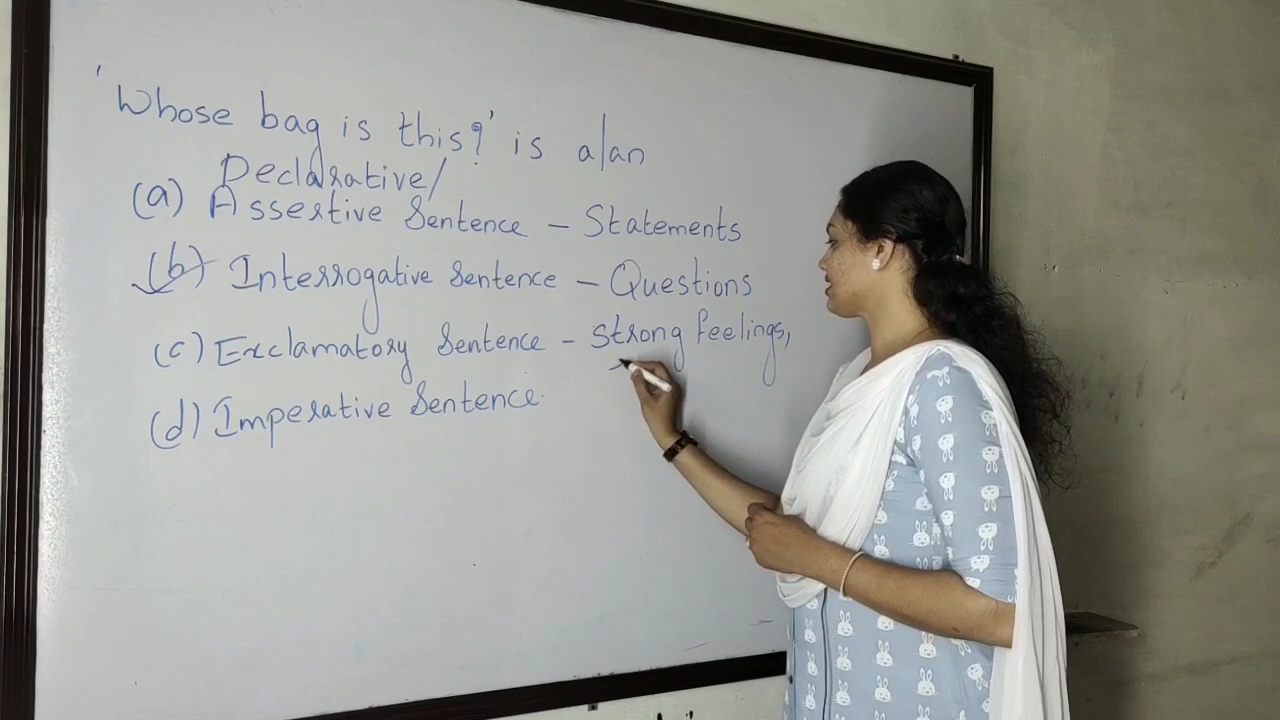 'Whose bag is this?' is a/an
Declarative/
(a) Assertive Sentence – Statements
(b) Interrogative Sentence – Questions
(c) Exclamatory Sentence – strong feelings,
(d) Imperative Sentence.